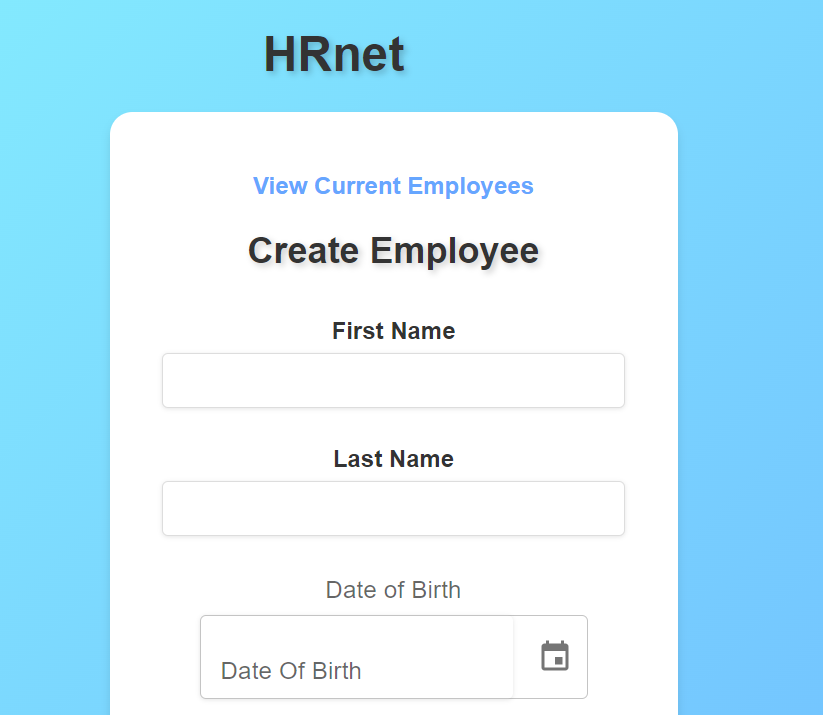 HRnet
View Current Employees
Create Employee
First Name
Last Name
Date of Birth
Date Of Birth